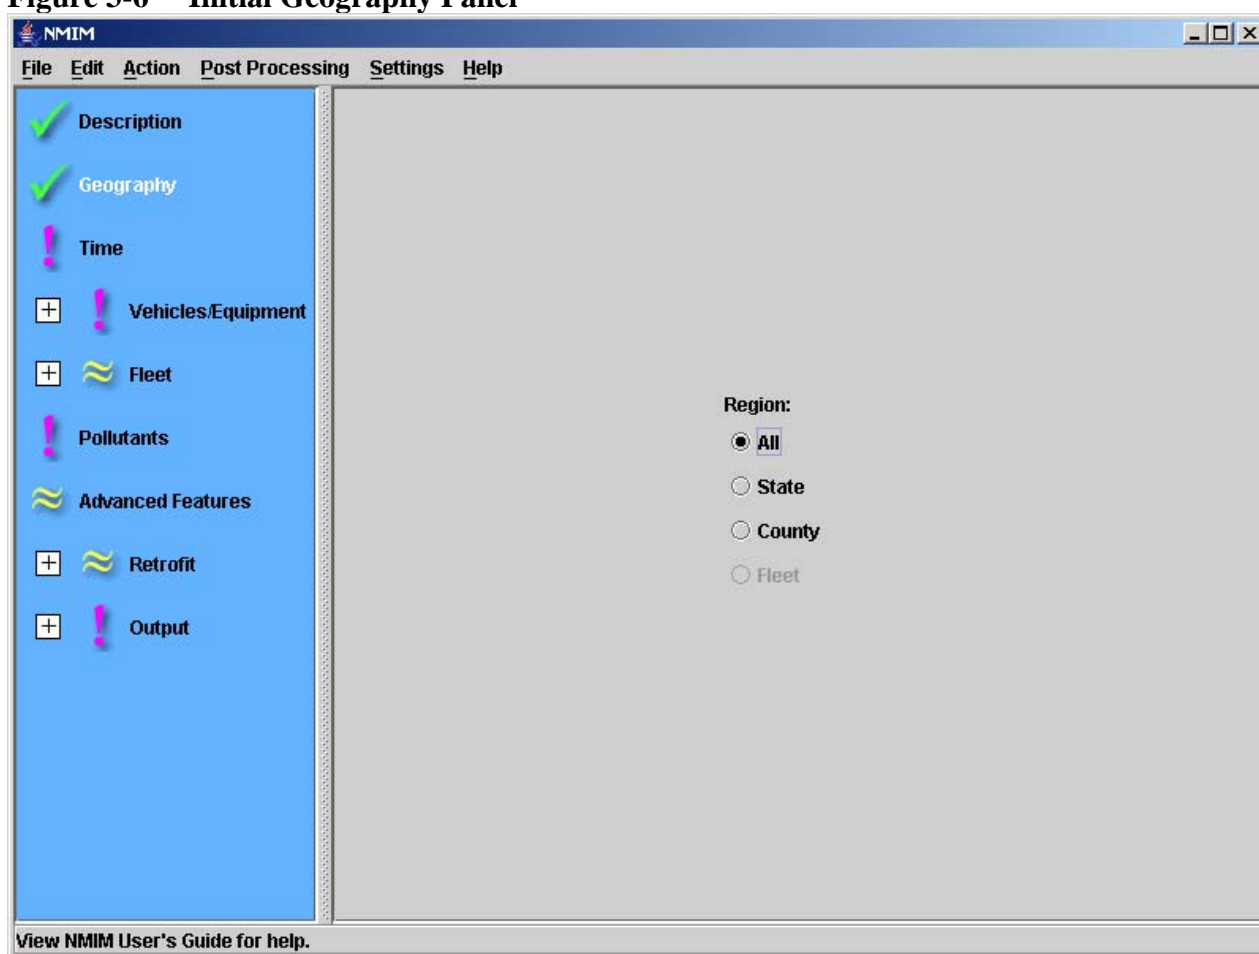 Figure 3-6 Initial Geography Panel
NMIM
File Edit Action Post Processing Settings Help
Description
Geography
Time
Vehicles/Equipment
Fleet
Pollutants
Advanced Features
Retrofit
Output
Region:
All
State
County
Fleet
View NMIM User's Guide for help.